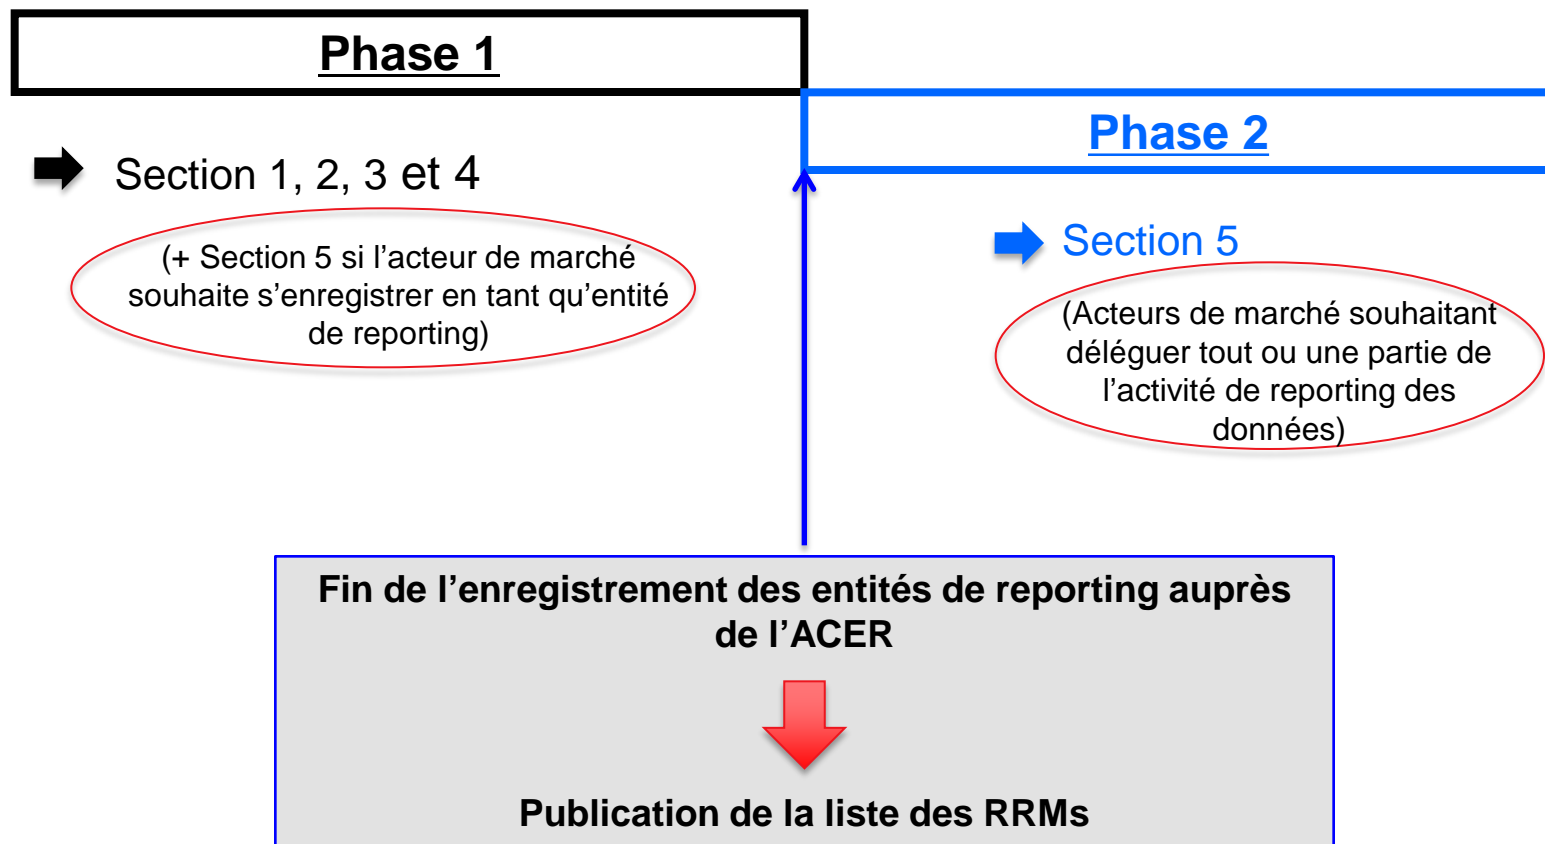 Phase 1
Phase 2
Section 1, 2, 3 et 4
(+ Section 5 si l’acteur de marché
souhaite s’enregistrer en tant qu’entité
de reporting)
Section 5
(Acteurs de marché souhaitant
déléguer tout ou une partie de
l’activité de reporting des
données)
Fin de l’enregistrement des entités de reporting auprès
de l’ACER
Publication de la liste des RRMs